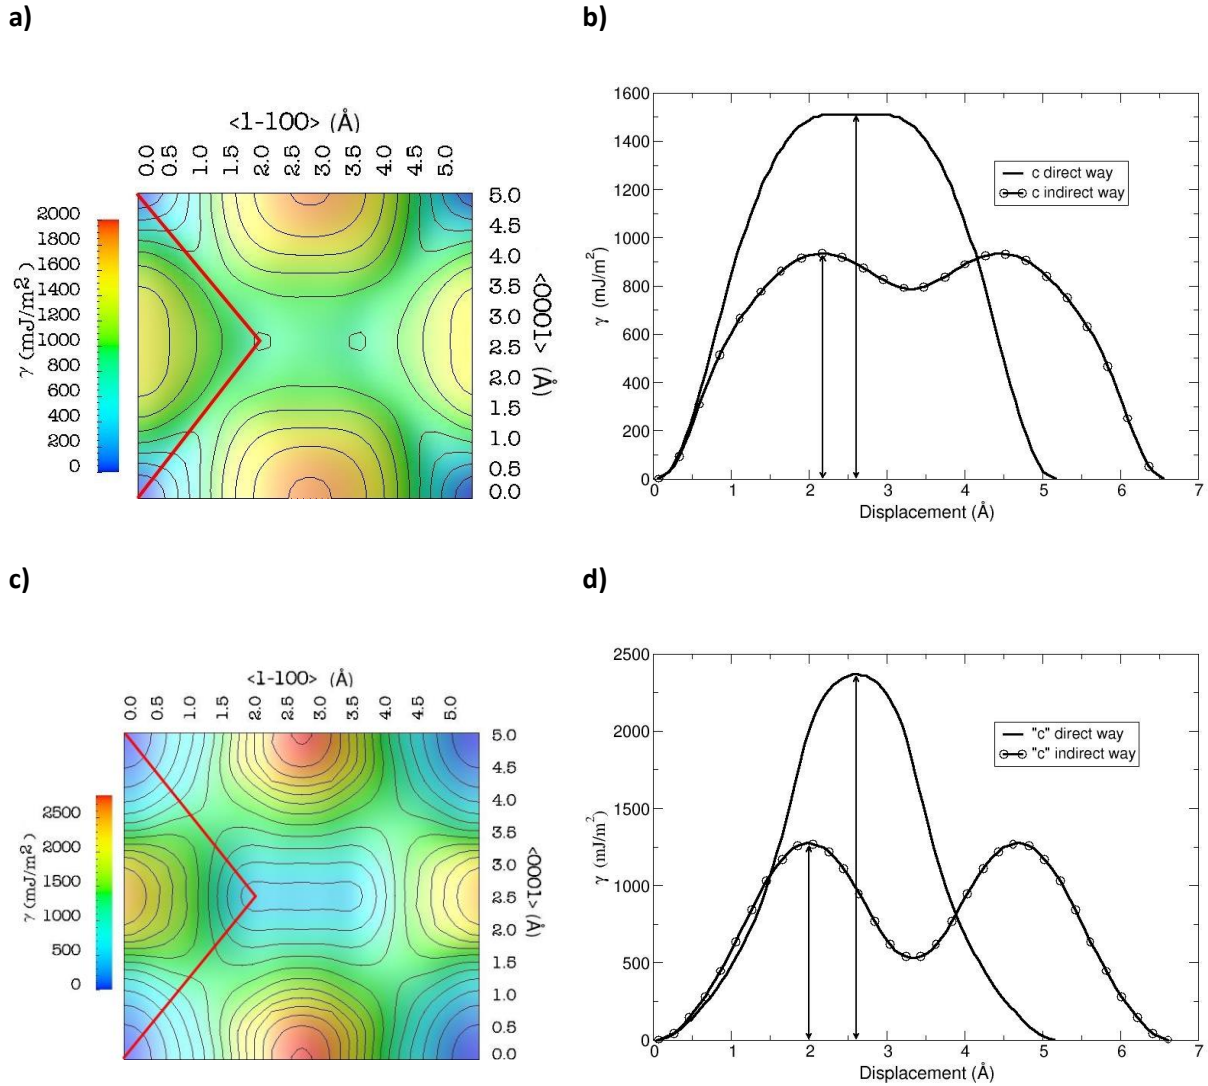 a)
<1-100> (Å)
0.0 0.5 1.0 1.5 2.0 2.5 3.0 3.5 4.0 4.5 5.0
2000
1800
1600
1400
1200
1000
800
600
400
200
0
γ (mJ/m²)
5.0
4.5
4.0
3.5
3.0
2.5
2.0
1.5
1.0
0.5
0.0
<0001> (Å)
b)
1600
1400
1200
1000
800
600
400
200
0
γ (mJ/m²)
c direct way
c indirect way
0 1 2 3 4 5 6 7
Displacement (Å)
c)
<1-100> (Å)
0.0 0.5 1.0 1.5 2.0 2.5 3.0 3.5 4.0 4.5 5.0
2500
2000
1500
1000
500
0
γ (mJ/m²)
5.0
4.5
4.0
3.5
3.0
2.5
2.0
1.5
1.0
0.5
0.0
<0001> (Å)
d)
2500
2000
1500
1000
500
0
γ (mJ/m²)
"c" direct way
"c" indirect way
0 1 2 3 4 5 6 7
Displacement (Å)